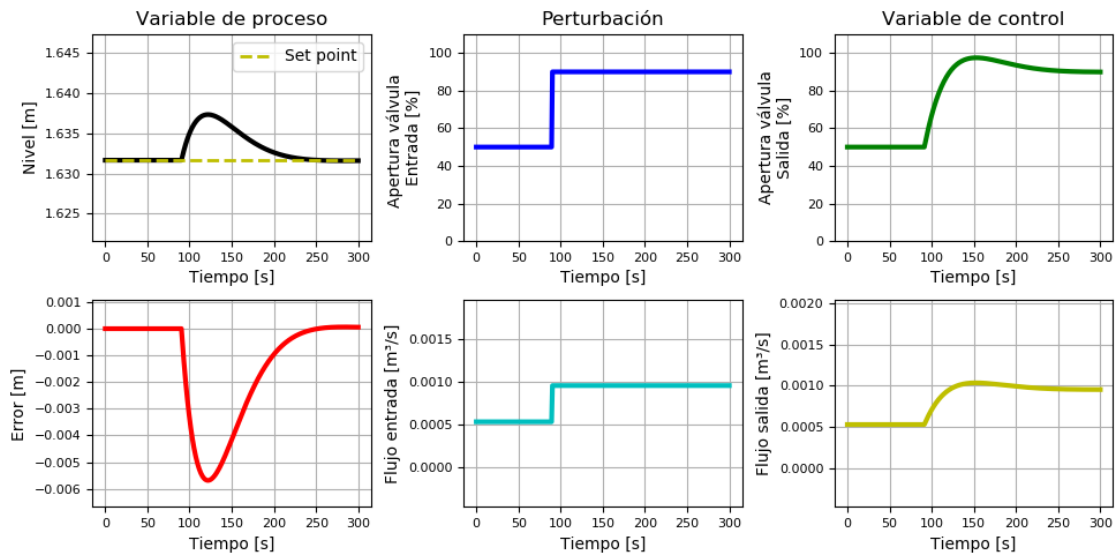 Variable de proceso
Nivel [m]
1.645
1.640
1.635
1.630
1.625
Set point
0 50 100 150 200 250 300
Tiempo [s]
Perturbación
Apertura válvula
Entrada [%]
100
80
60
40
20
0
0 50 100 150 200 250 300
Tiempo [s]
Variable de control
Apertura válvula
Salida [%]
100
80
60
40
20
0
0 50 100 150 200 250 300
Tiempo [s]
Error [m]
0.001
0.000
−0.001
−0.002
−0.003
−0.004
−0.005
−0.006
0 50 100 150 200 250 300
Tiempo [s]
Flujo entrada [m³/s]
0.0015
0.0010
0.0005
0.0000
0 50 100 150 200 250 300
Tiempo [s]
Flujo salida [m³/s]
0.0020
0.0015
0.0010
0.0005
0.0000
0 50 100 150 200 250 300
Tiempo [s]